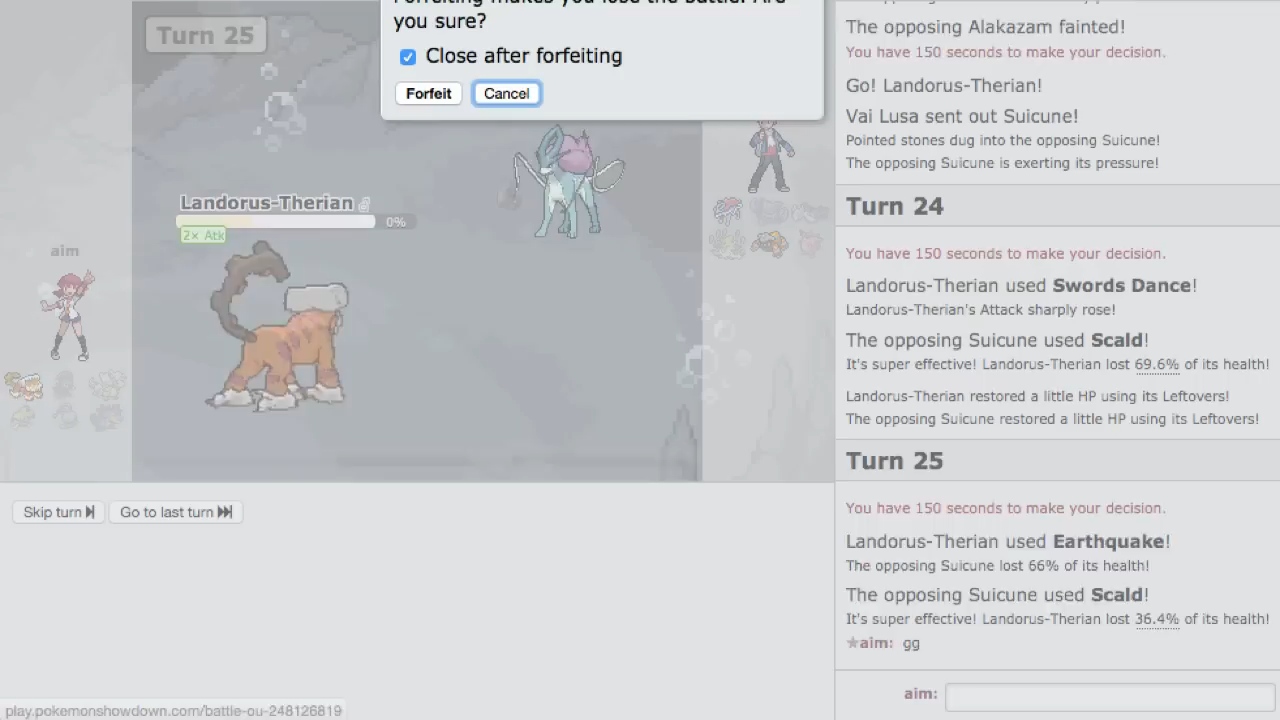 Forfeiting makes you lose the battle. Are
you sure?
Close after forfeiting
Forfeit
Cancel
Turn 25
Landorus-Therian
0%
2× Atk
aim
Skip turn
Go to last turn
The opposing Alakazam fainted!
You have 150 seconds to make your decision.
Go! Landorus-Therian!
Vai Lusa sent out Suicune!
Pointed stones dug into the opposing Suicune!
The opposing Suicune is exerting its pressure!
Turn 24
You have 150 seconds to make your decision.
Landorus-Therian used Swords Dance!
Landorus-Therian's Attack sharply rose!
The opposing Suicune used Scald!
It's super effective! Landorus-Therian lost 69.6% of its health!
Landorus-Therian restored a little HP using its Leftovers!
The opposing Suicune restored a little HP using its Leftovers!
Turn 25
You have 150 seconds to make your decision.
Landorus-Therian used Earthquake!
The opposing Suicune lost 66% of its health!
The opposing Suicune used Scald!
It's super effective! Landorus-Therian lost 36.4% of its health!
★aim: gg
aim:
play.pokemonshowdown.com/battle-ou-248126819